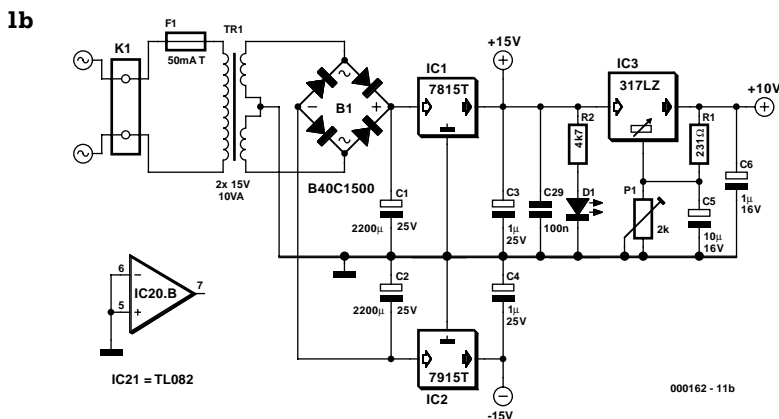 1b
K1
F1
50mA T
TR1
2x 15V
10VA
B1
B40C1500
IC1
7815T
+15V
IC3
317LZ
+10V
R2
4k7
R1
231Ω
C1
2200µ
25V
C3
1µ
25V
C29
100n
D1
P1
2k
C5
10µ
16V
C6
1µ
16V
C2
2200µ
25V
C4
1µ
25V
6
5
7
IC20.B
IC21 = TL082
7915T
IC2
-15V
000162 - 11b